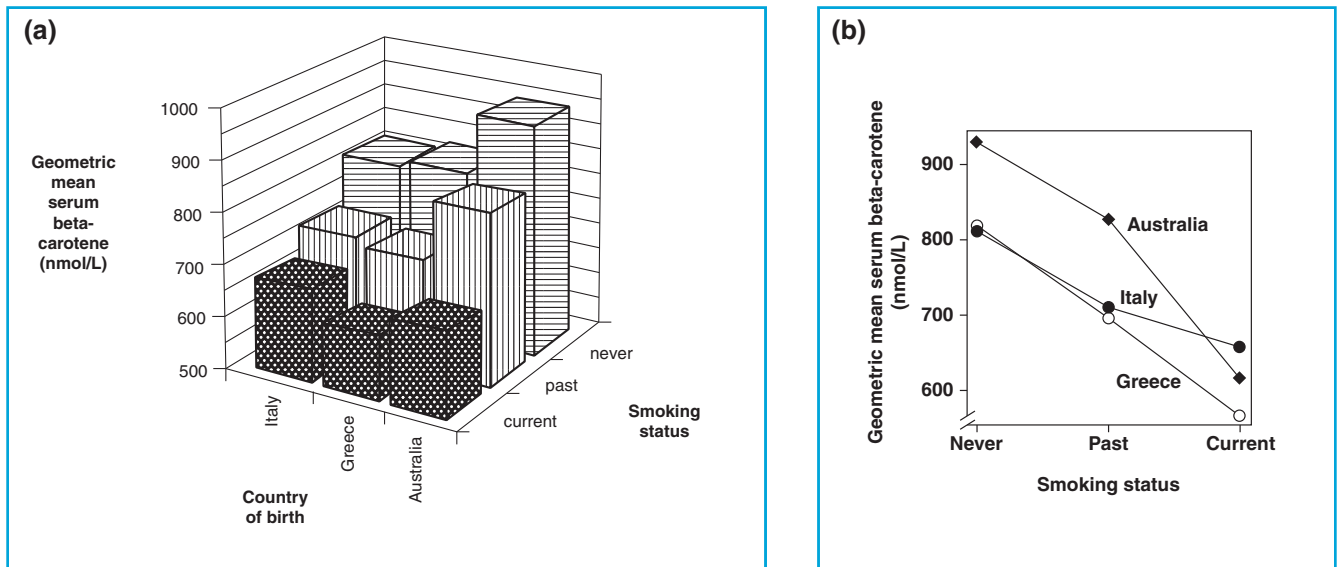 (a)
1000
900
800
700
600
500
Geometric
mean
serum
beta-
carotene
(nmol/L)
never
past
current
Smoking
status
Italy
Greece
Australia
Country
of birth
(b)
Geometric mean serum beta-carotene
(nmol/L)
900
800
700
600
Australia
Italy
Greece
Never Past Current
Smoking status